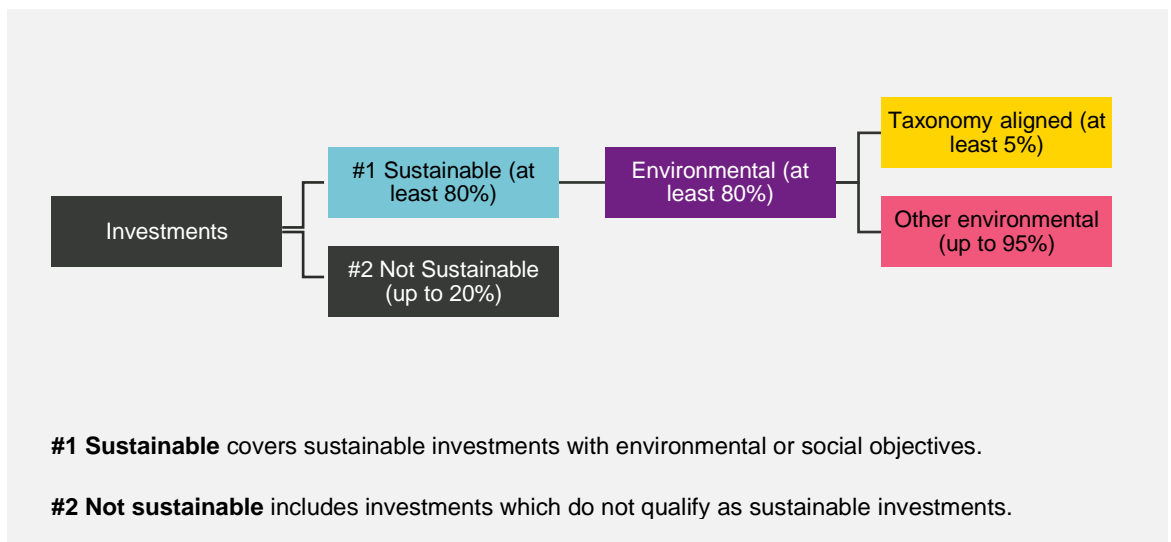 Investments
#1 Sustainable (at
least 80%)
#2 Not Sustainable
(up to 20%)
Environmental (at
least 80%)
Taxonomy aligned (at
least 5%)
Other environmental
(up to 95%)
#1 Sustainable covers sustainable investments with environmental or social objectives.
#2 Not sustainable includes investments which do not qualify as sustainable investments.